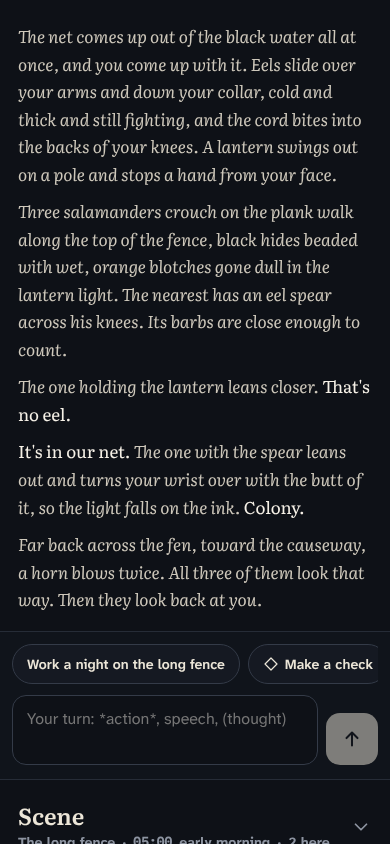 The net comes up out of the black water all at
once, and you come up with it. Eels slide over
your arms and down your collar, cold and
thick and still fighting, and the cord bites into
the backs of your knees. A lantern swings out
on a pole and stops a hand from your face.
Three salamanders crouch on the plank walk
along the top of the fence, black hides beaded
with wet, orange blotches gone dull in the
lantern light. The nearest has an eel spear
across his knees. Its barbs are close enough to
count.
The one holding the lantern leans closer. That's
no eel.
It's in our net. The one with the spear leans
out and turns your wrist over with the butt of
it, so the light falls on the ink. Colony.
Far back across the fen, toward the causeway,
a horn blows twice. All three of them look that
way. Then they look back at you.
Work a night on the long fence
Make a check
Your turn: *action*, speech, (thought)
Scene
The long fence · 05:00 early morning · 2 here